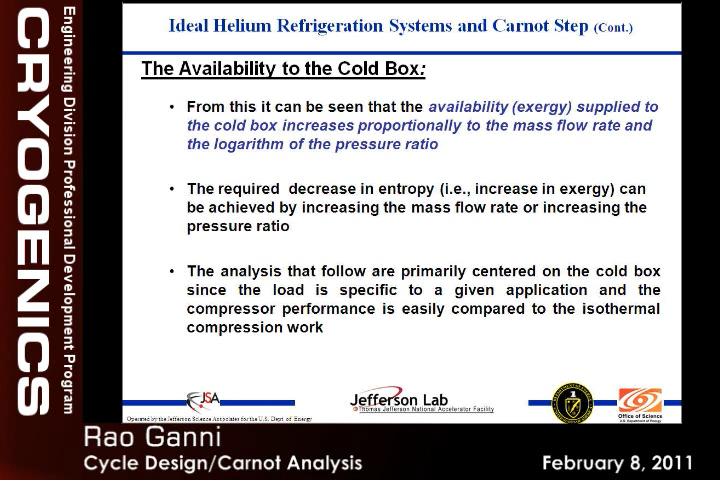 Engineering Division Professional Development Program
CRYOGENICS
Ideal Helium Refrigeration Systems and Carnot Step (Cont.)
The Availability to the Cold Box:
• From this it can be seen that the availability (exergy) supplied to
the cold box increases proportionally to the mass flow rate and
the logarithm of the pressure ratio
• The required decrease in entropy (i.e., increase in exergy) can
be achieved by increasing the mass flow rate or increasing the
pressure ratio
• The analysis that follow are primarily centered on the cold box
since the load is specific to a given application and the
compressor performance is easily compared to the isothermal
compression work
JSA
Jefferson Lab
Thomas Jefferson National Accelerator Facility
Office of Science
U.S. Department of Energy
Operated by the Jefferson Science Associates for the U.S. Dept. of Energy
Rao Ganni
Cycle Design/Carnot Analysis
February 8, 2011